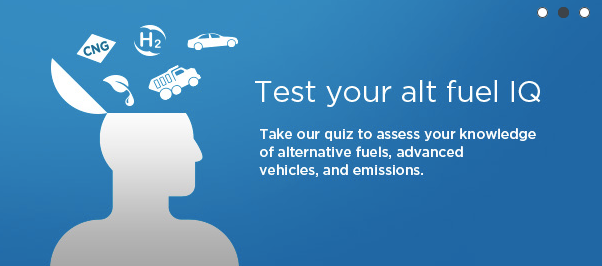 CNG
H2
Test your alt fuel IQ
Take our quiz to assess your knowledge
of alternative fuels, advanced
vehicles, and emissions.